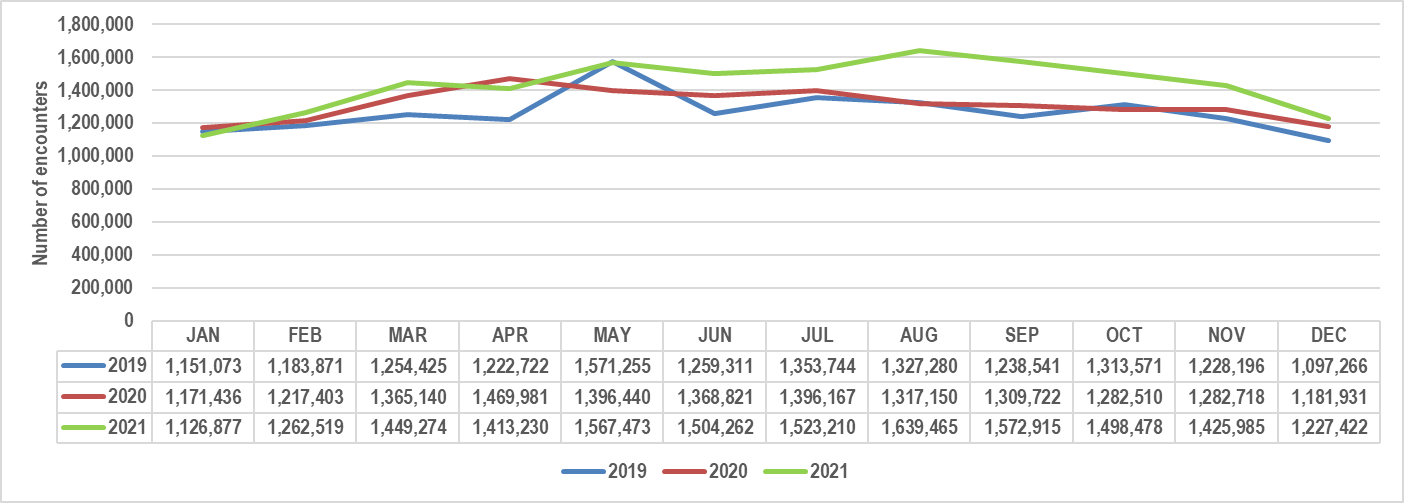 1,800,000
1,600,000
1,400,000
1,200,000
1,000,000
800,000
600,000
400,000
200,000
0
Number of encounters
JAN FEB MAR APR MAY JUN JUL AUG SEP OCT NOV DEC
2019 1,151,073 1,183,871 1,254,425 1,222,722 1,571,255 1,259,311 1,353,744 1,327,280 1,238,541 1,313,571 1,228,196 1,097,266
2020 1,171,436 1,217,403 1,365,140 1,469,981 1,396,440 1,368,821 1,396,167 1,317,150 1,309,722 1,282,510 1,282,718 1,181,931
2021 1,126,877 1,262,519 1,449,274 1,413,230 1,567,473 1,504,262 1,523,210 1,639,465 1,572,915 1,498,478 1,425,985 1,227,422
2019 2020 2021